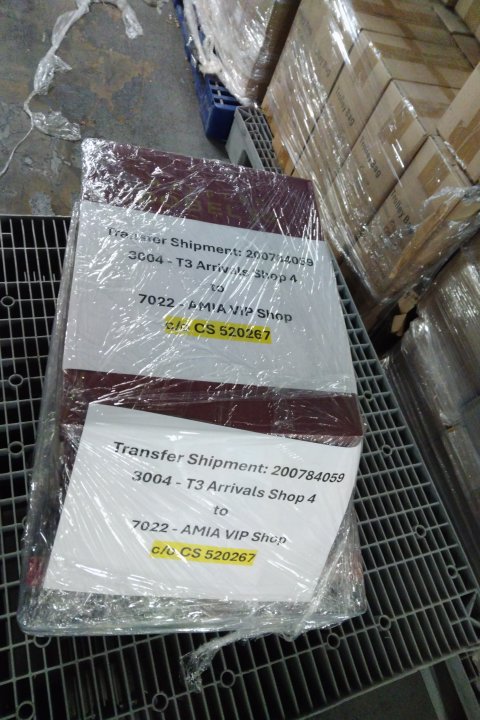 Transfer Shipment: 200784059
3004 - T3 Arrivals Shop 4
to
7022 - AMIA VIP Shop
c/o CS 520267
Transfer Shipment: 200784059
3004 - T3 Arrivals Shop 4
to
7022 - AMIA VIP Shop
c/o CS 520267